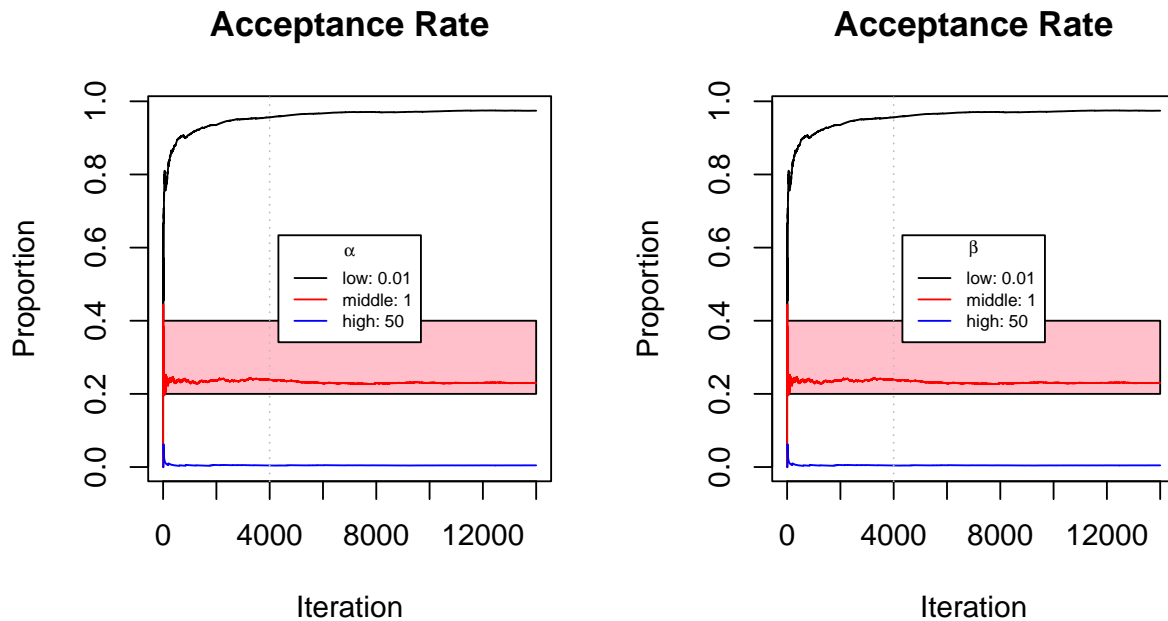 Acceptance Rate
Proportion
1.0
0.8
0.6
0.4
0.2
0.0
α
low: 0.01
middle: 1
high: 50
0 4000 8000 12000
Iteration
Acceptance Rate
Proportion
1.0
0.8
0.6
0.4
0.2
0.0
β
low: 0.01
middle: 1
high: 50
0 4000 8000 12000
Iteration